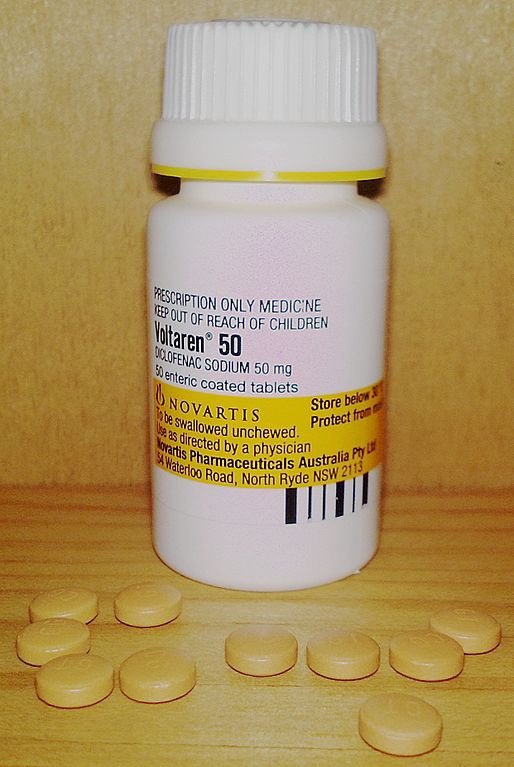 PRESCRIPTION ONLY MEDICINE
KEEP OUT OF REACH OF CHILDREN
Voltaren® 50
DICLOFENAC SODIUM 50 mg
50 enteric coated tablets
NOVARTIS
To be swallowed unchewed.
Use as directed by a physician
Novartis Pharmaceuticals Australia Pty Ltd
54 Waterloo Road, North Ryde NSW 2113
Store below
Protect from